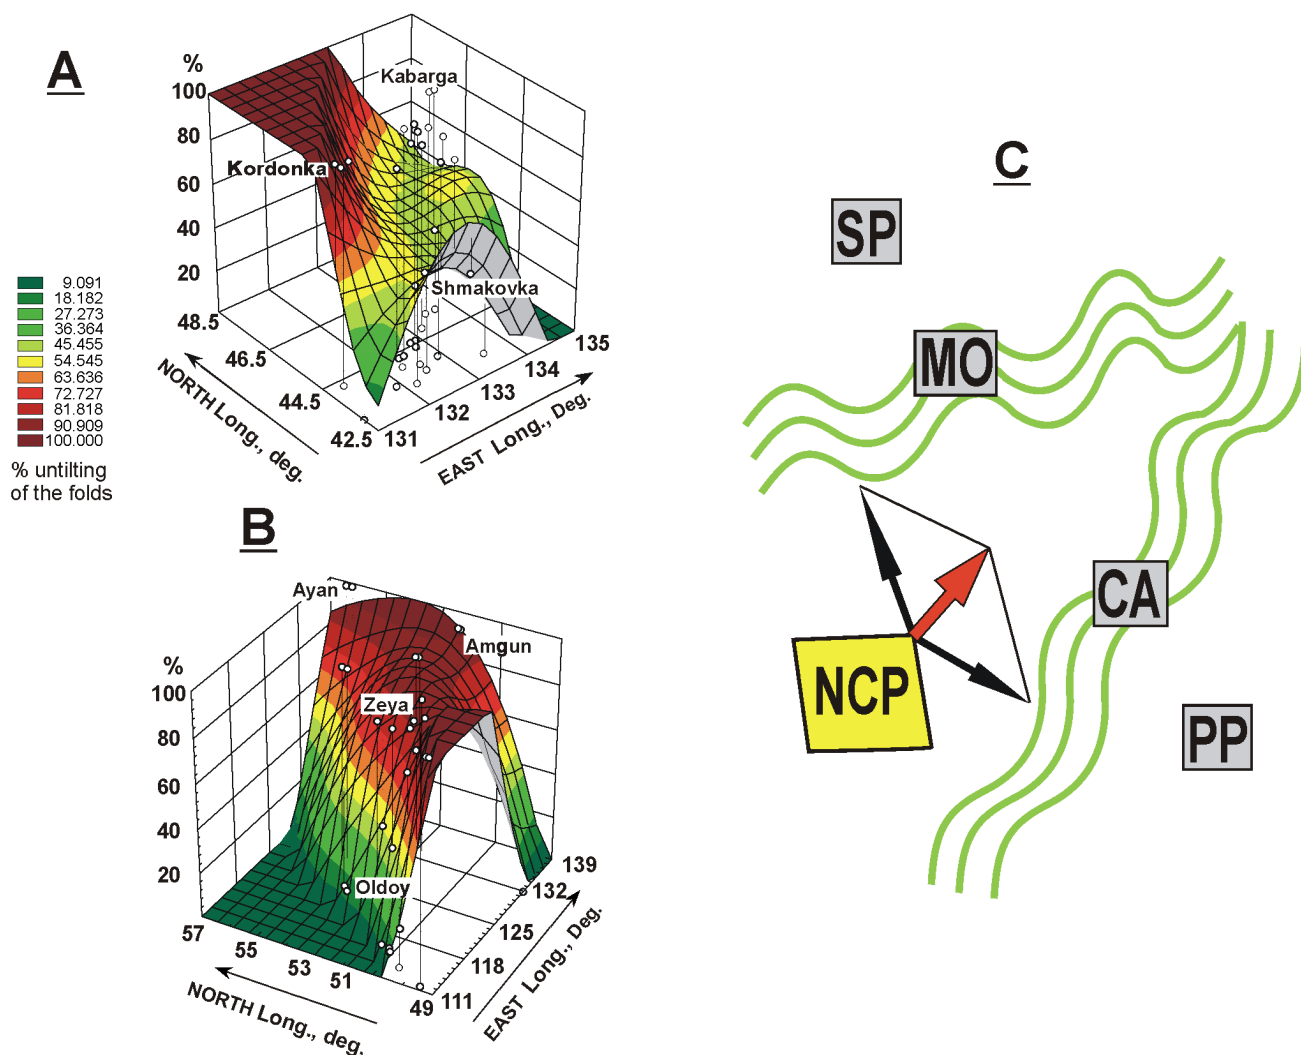 A
%
100
80
60
40
20
Kabarga
Kordonka
Shmakovka
48.5
46.5
44.5
42.5
131
132
133
134
135
NORTH Long., deg.
EAST Long., Deg.
9.091
18.182
27.273
36.364
45.455
54.545
63.636
72.727
81.818
90.909
100.000
% untilting
of the folds
B
%
100
80
60
40
20
Ayan
Amgun
Zeya
Oldoy
57
55
53
51
49
111
118
125
132
139
NORTH Long., deg.
EAST Long., Deg.
C
SP
MO
CA
NCP
PP